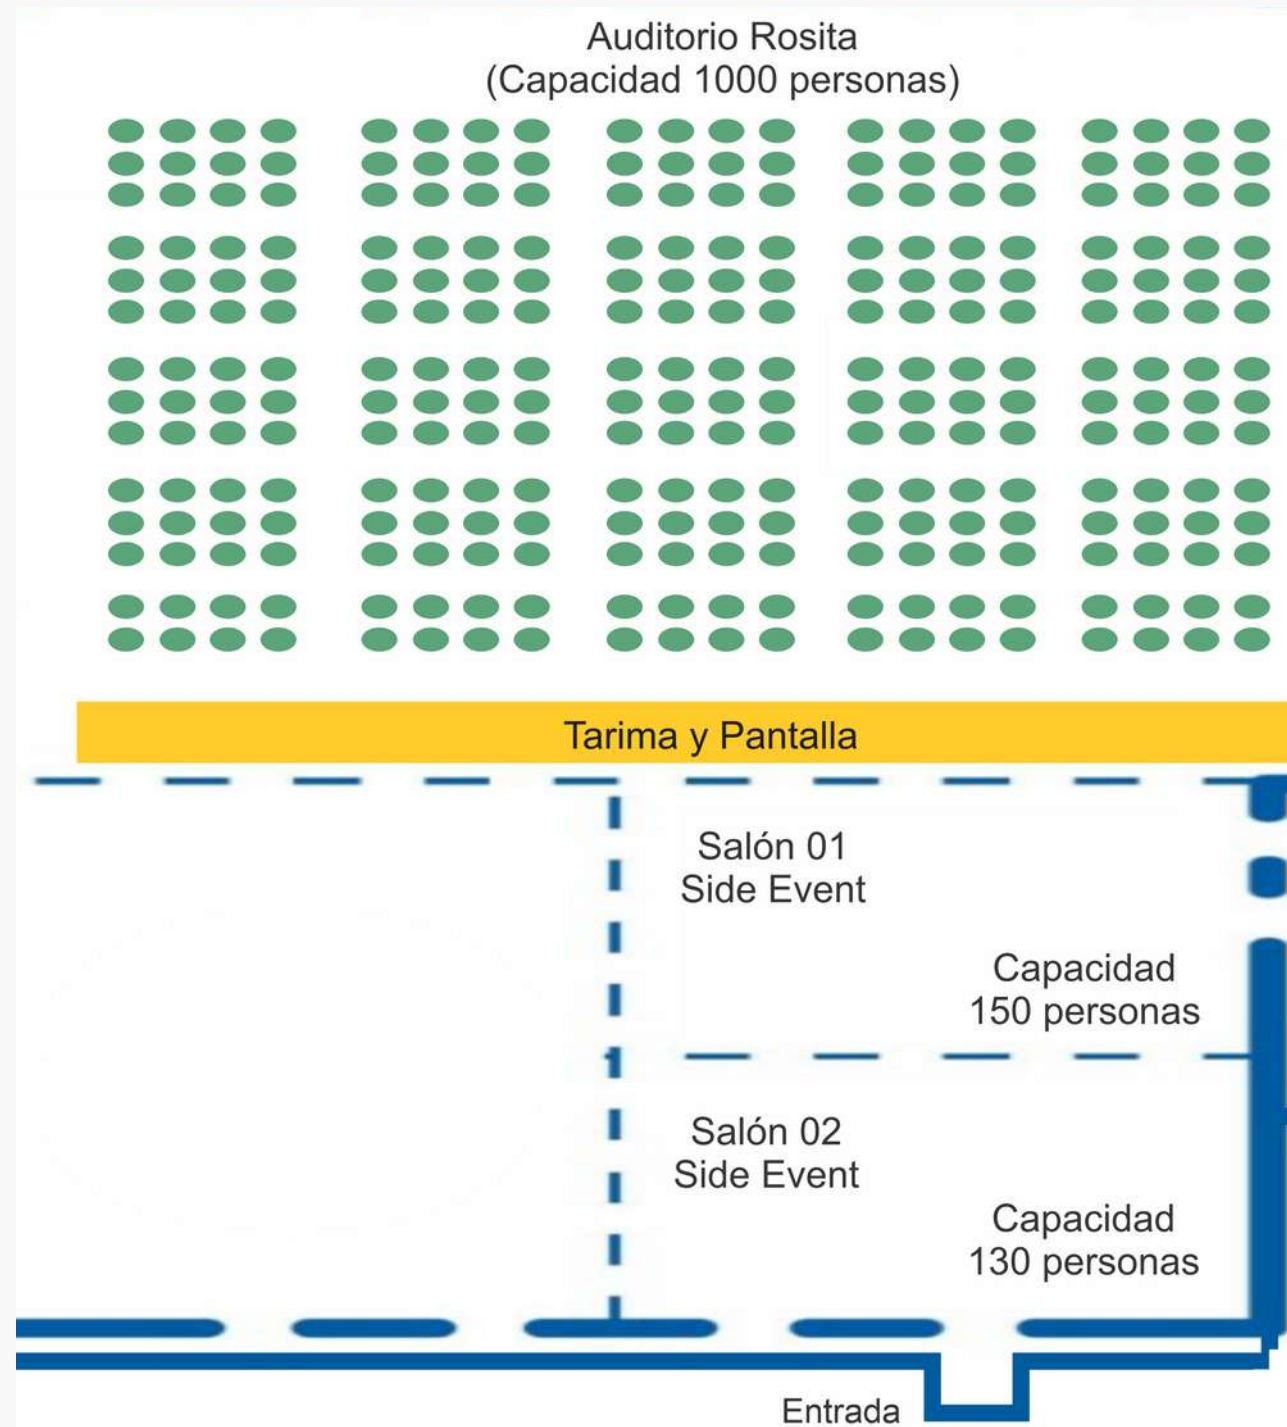 Auditorio Rosita
(Capacidad 1000 personas)
Tarima y Pantalla
Salón 01
Side Event
Capacidad
150 personas
Salón 02
Side Event
Capacidad
130 personas
Entrada